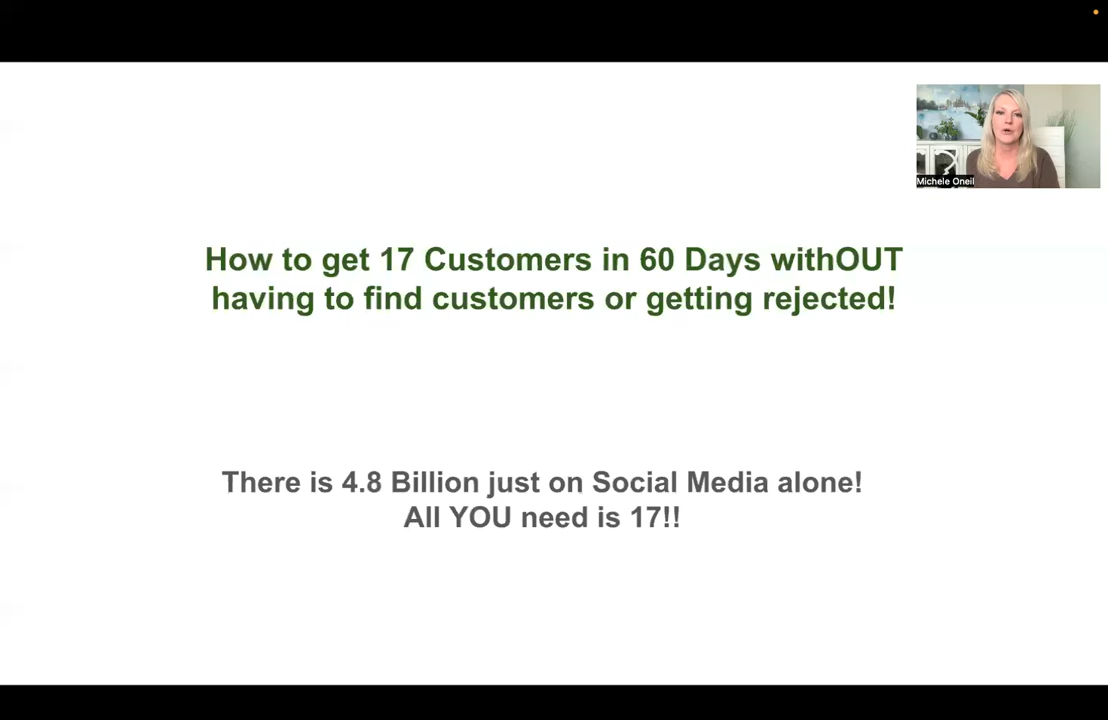 Michele Oneil
How to get 17 Customers in 60 Days withOUT
having to find customers or getting rejected!
There is 4.8 Billion just on Social Media alone!
All YOU need is 17!!